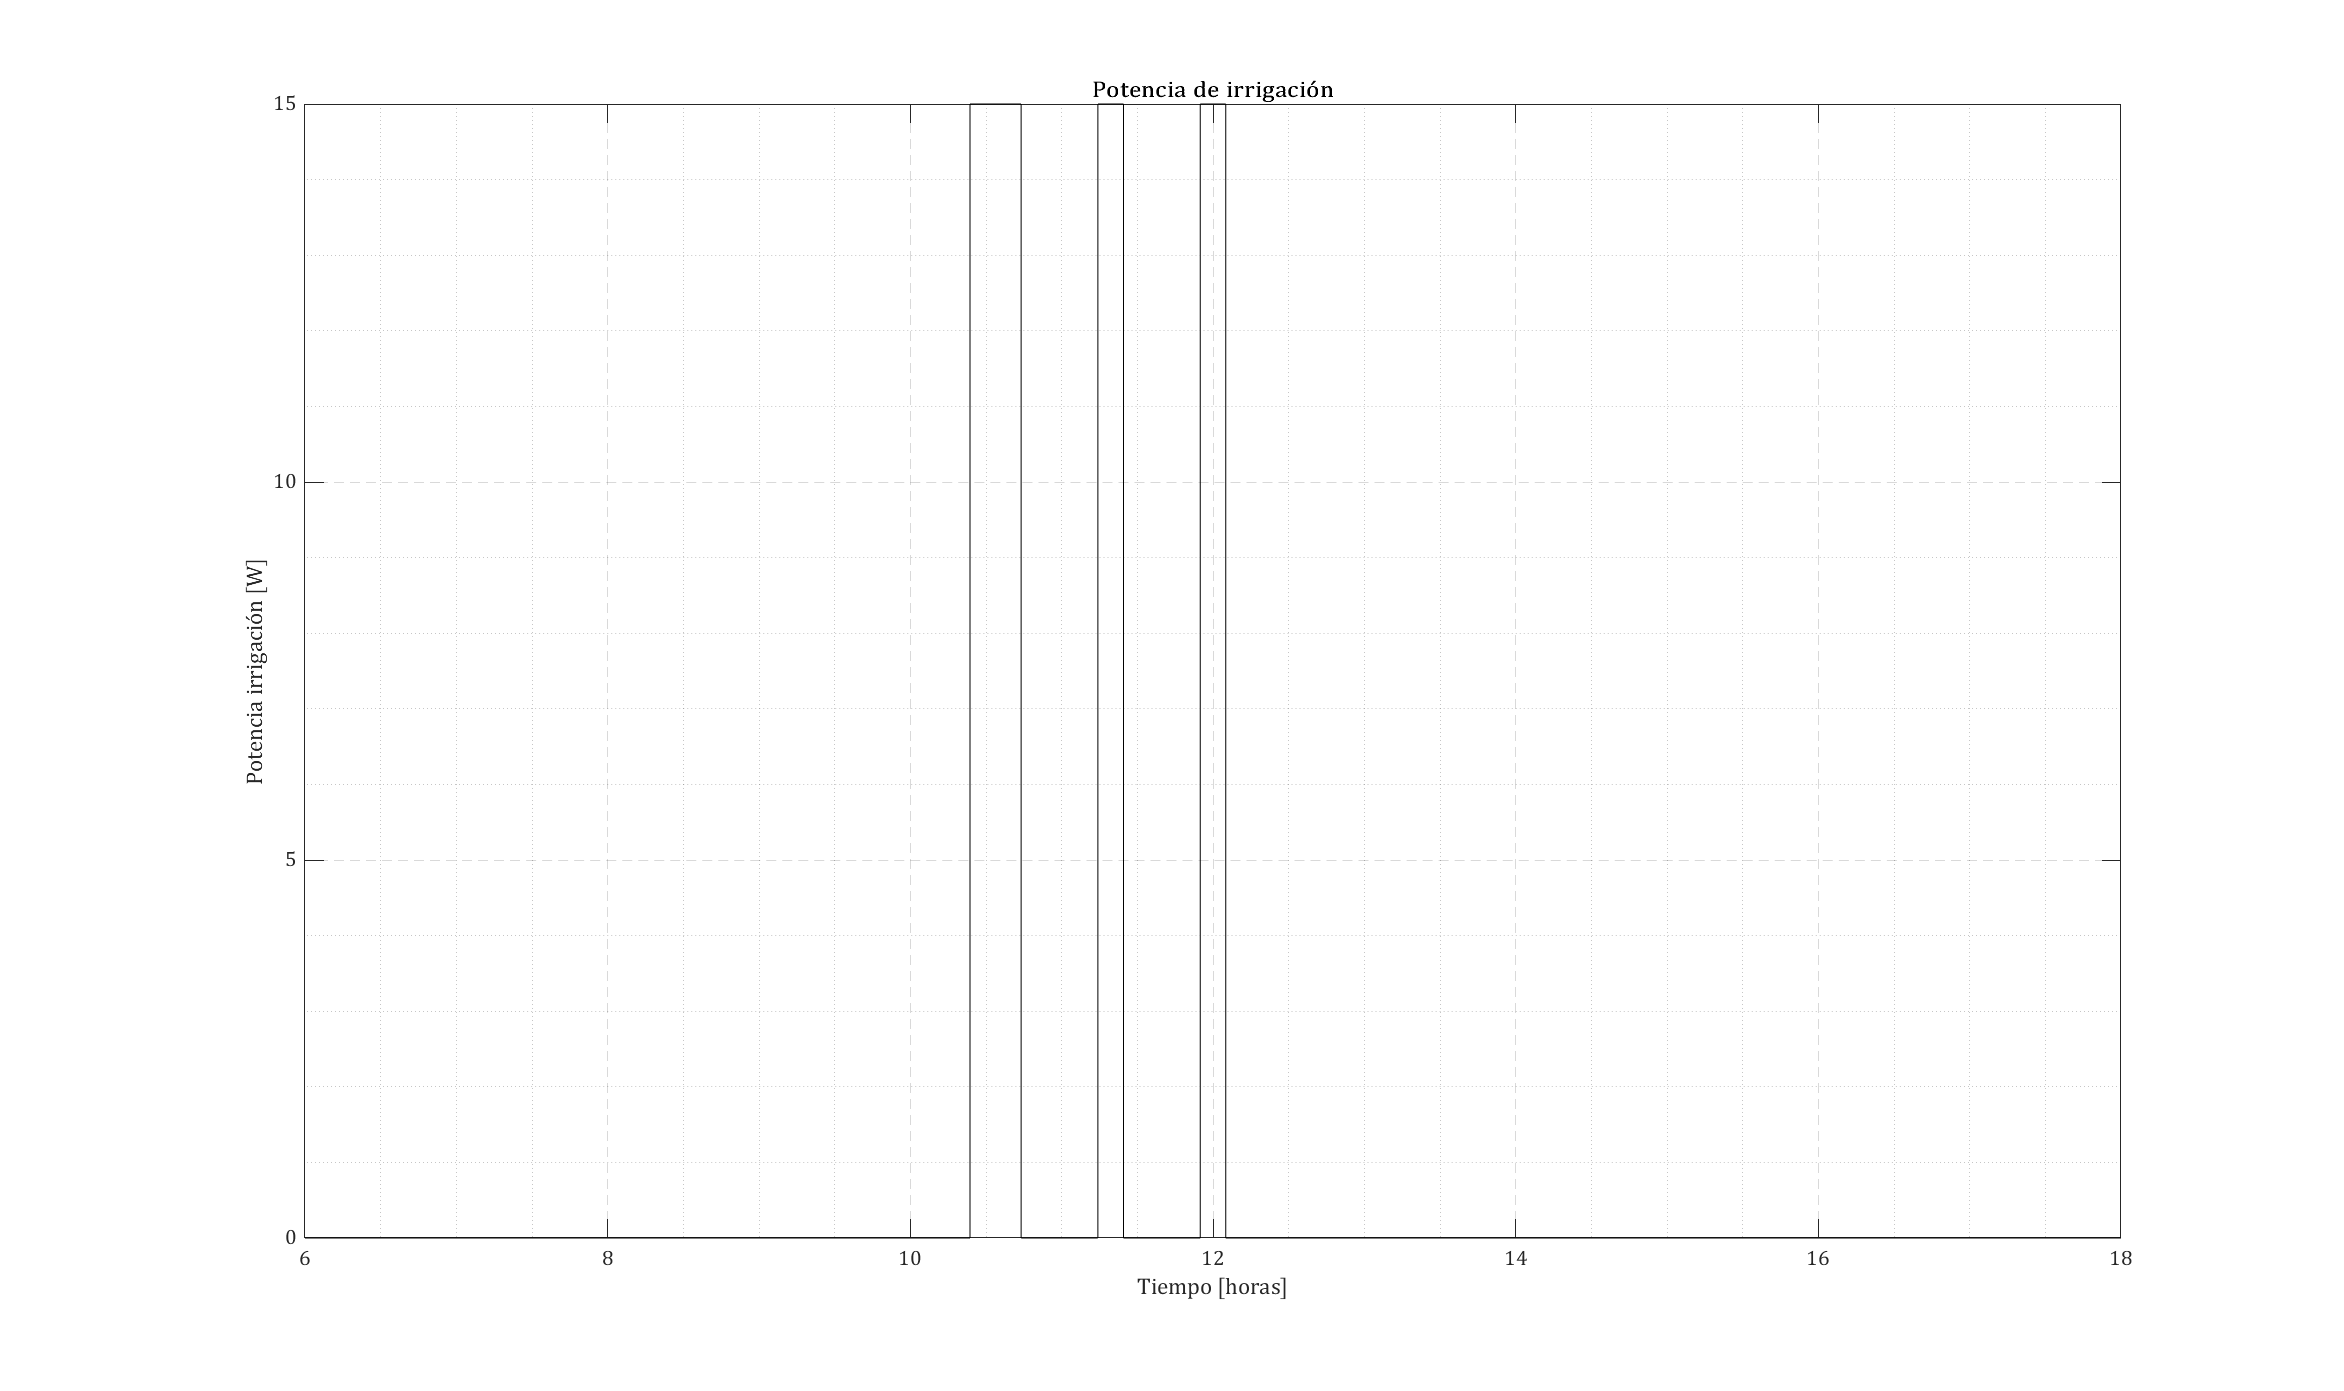 Potencia de irrigación
15
10
5
0
Potencia irrigación [W]
6 8 10 12 14 16 18
Tiempo [horas]